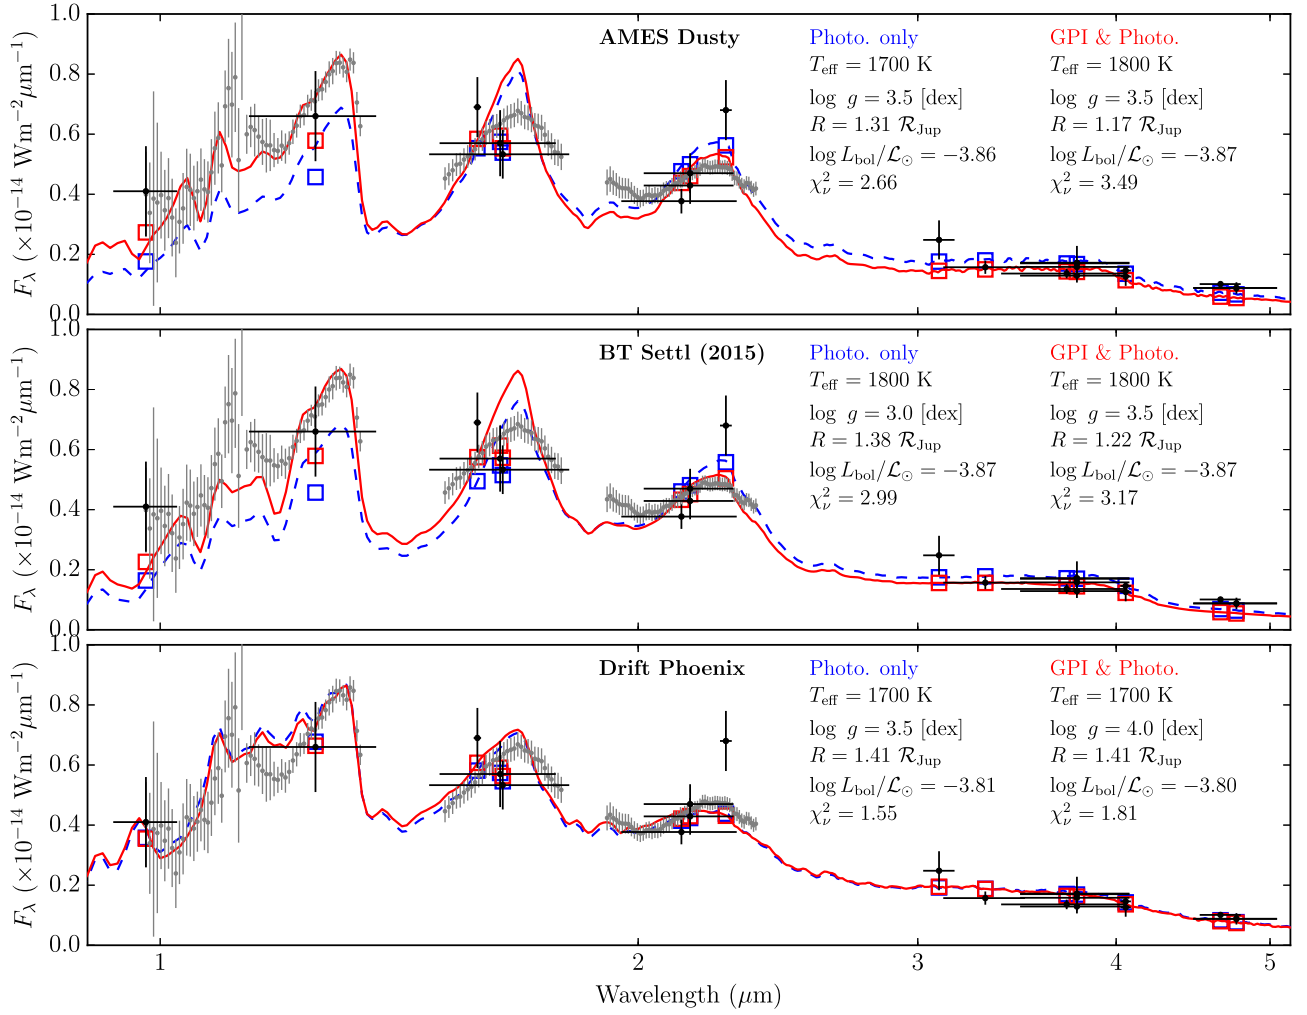 AMES Dusty
Photo. only
T_eff = 1700 K
log g = 3.5 [dex]
R = 1.31 R_Jup
log L_bol/L_⊙ = −3.86
χ²_ν = 2.66
GPI & Photo.
T_eff = 1800 K
log g = 3.5 [dex]
R = 1.17 R_Jup
log L_bol/L_⊙ = −3.87
χ²_ν = 3.49
F_λ (×10⁻¹⁴ Wm⁻²μm⁻¹)
1.0
0.8
0.6
0.4
0.2
0.0
BT Settl (2015)
Photo. only
T_eff = 1800 K
log g = 3.0 [dex]
R = 1.38 R_Jup
log L_bol/L_⊙ = −3.87
χ²_ν = 2.99
GPI & Photo.
T_eff = 1800 K
log g = 3.5 [dex]
R = 1.22 R_Jup
log L_bol/L_⊙ = −3.87
χ²_ν = 3.17
F_λ (×10⁻¹⁴ Wm⁻²μm⁻¹)
1.0
0.8
0.6
0.4
0.2
0.0
Drift Phoenix
Photo. only
T_eff = 1700 K
log g = 3.5 [dex]
R = 1.41 R_Jup
log L_bol/L_⊙ = −3.81
χ²_ν = 1.55
GPI & Photo.
T_eff = 1700 K
log g = 4.0 [dex]
R = 1.41 R_Jup
log L_bol/L_⊙ = −3.80
χ²_ν = 1.81
F_λ (×10⁻¹⁴ Wm⁻²μm⁻¹)
1.0
0.8
0.6
0.4
0.2
0.0
1 2 3 4 5
Wavelength (μm)